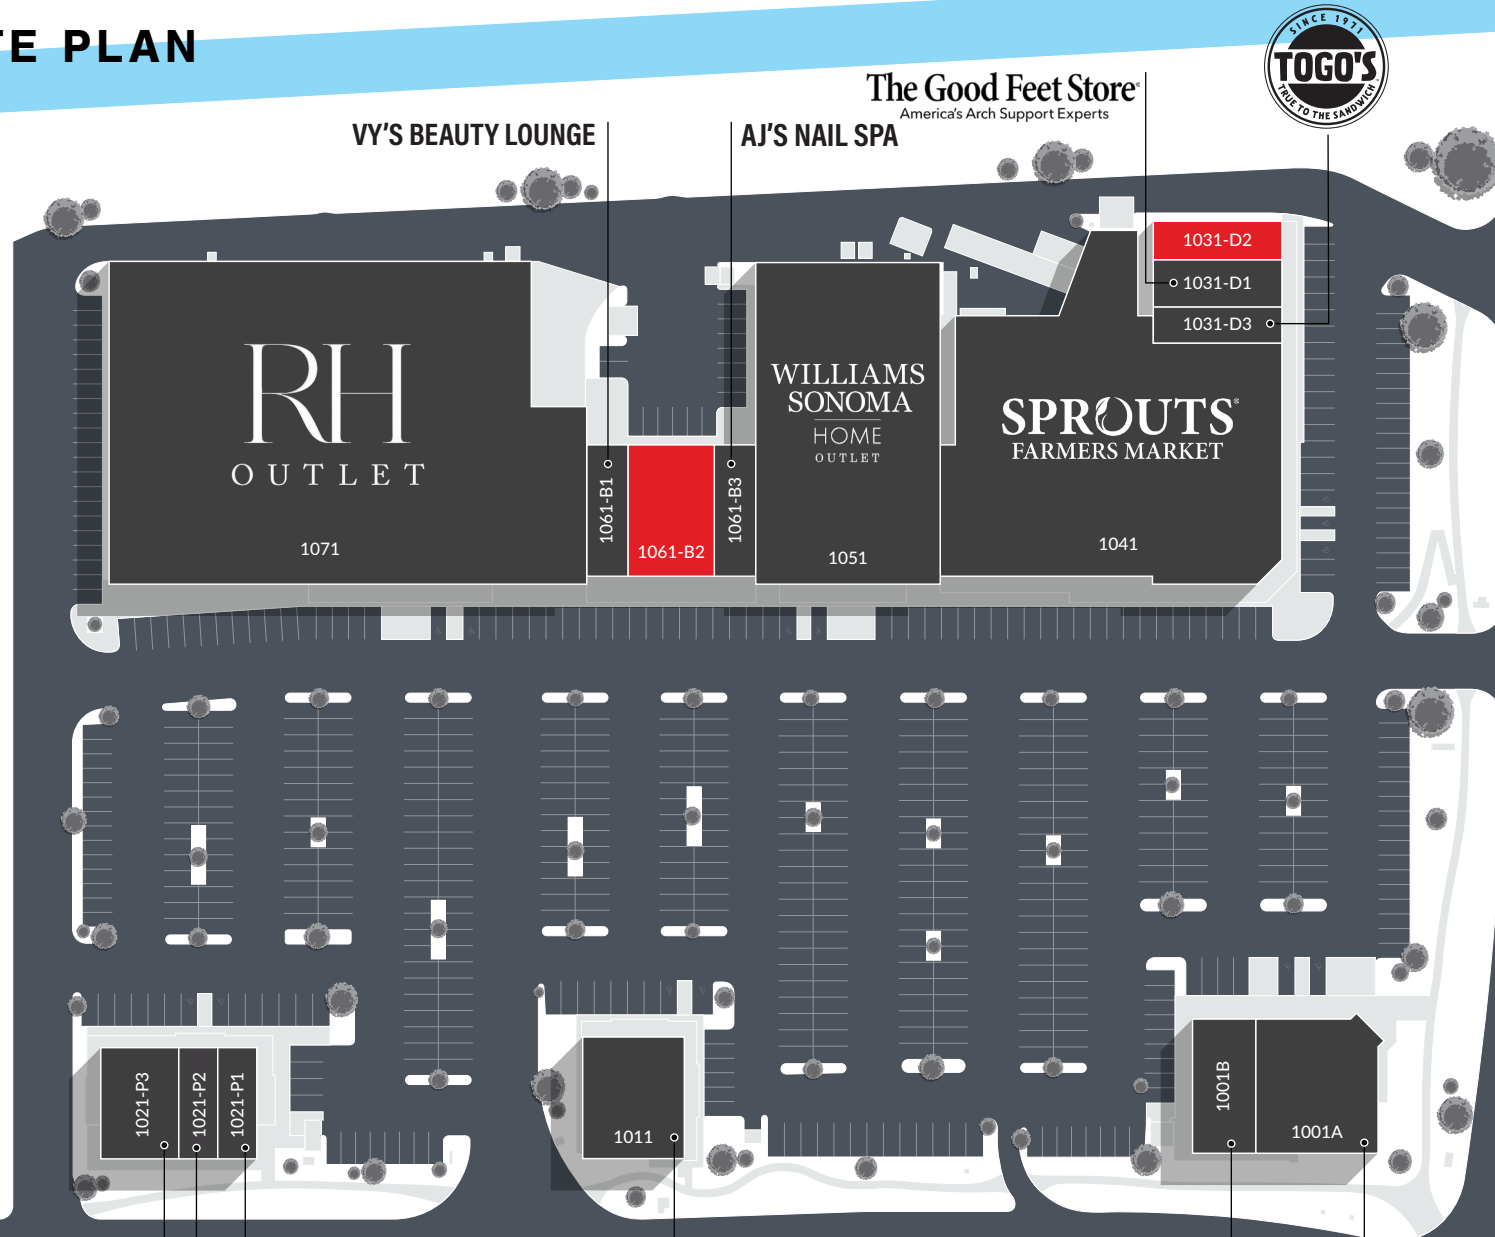 TE PLAN
SINCE 1971
TOGO'S
TRUE TO THE SANDWICH
The Good Feet Store®
America's Arch Support Experts
VY'S BEAUTY LOUNGE
AJ'S NAIL SPA
1031-D2
1031-D1
1031-D3
RH
OUTLET
1071
1061-B1
1061-B2
1061-B3
WILLIAMS
SONOMA
HOME
OUTLET
1051
SPROUTS®
FARMERS MARKET
1041
1021-P3
1021-P2
1021-P1
1011
1001B
1001A